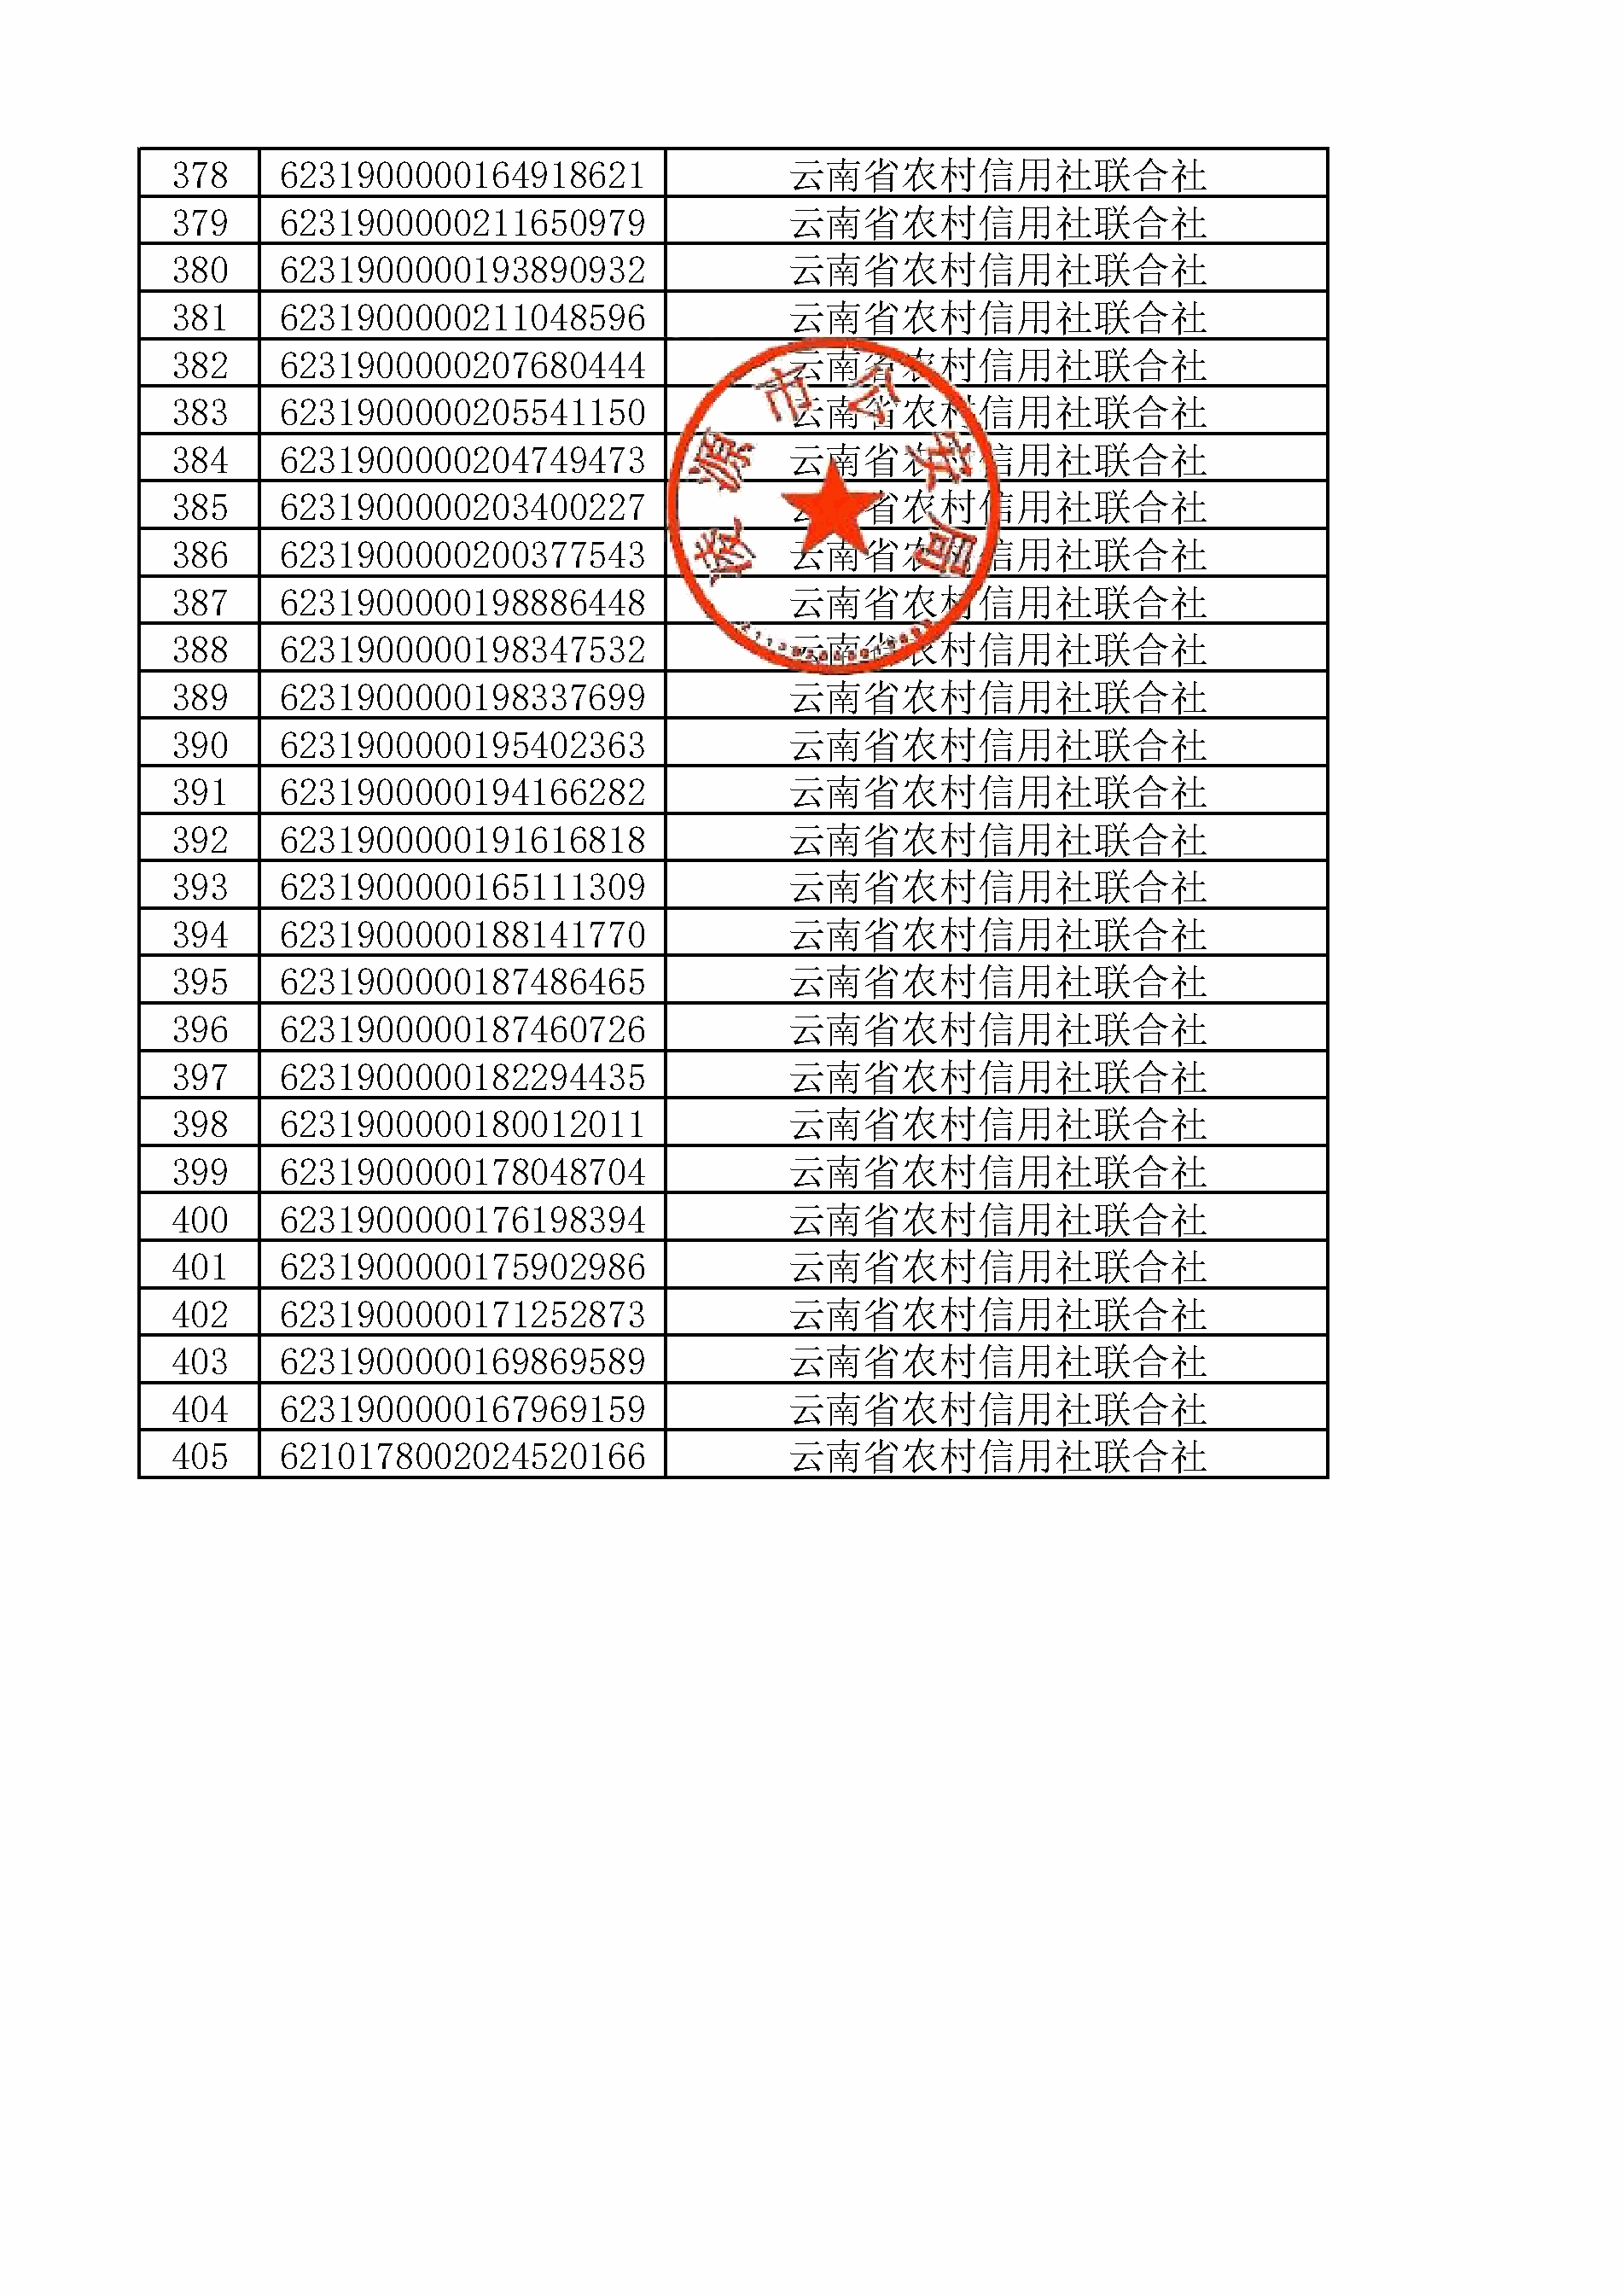 378 6231900000164918621 云南省农村信用社联合社
379 6231900000211650979 云南省农村信用社联合社
380 6231900000193890932 云南省农村信用社联合社
381 6231900000211048596 云南省农村信用社联合社
382 6231900000207680444 云南省农村信用社联合社
383 6231900000205541150 云南省农村信用社联合社
384 6231900000204749473 云南省农村信用社联合社
385 6231900000203400227 云南省农村信用社联合社
386 6231900000200377543 云南省农村信用社联合社
387 6231900000198886448 云南省农村信用社联合社
388 6231900000198347532 云南省农村信用社联合社
389 6231900000198337699 云南省农村信用社联合社
390 6231900000195402363 云南省农村信用社联合社
391 6231900000194166282 云南省农村信用社联合社
392 6231900000191616818 云南省农村信用社联合社
393 6231900000165111309 云南省农村信用社联合社
394 6231900000188141770 云南省农村信用社联合社
395 6231900000187486465 云南省农村信用社联合社
396 6231900000187460726 云南省农村信用社联合社
397 6231900000182294435 云南省农村信用社联合社
398 6231900000180012011 云南省农村信用社联合社
399 6231900000178048704 云南省农村信用社联合社
400 6231900000176198394 云南省农村信用社联合社
401 6231900000175902986 云南省农村信用社联合社
402 6231900000171252873 云南省农村信用社联合社
403 6231900000169869589 云南省农村信用社联合社
404 6231900000167969159 云南省农村信用社联合社
405 6210178002024520166 云南省农村信用社联合社
凌源市公安局